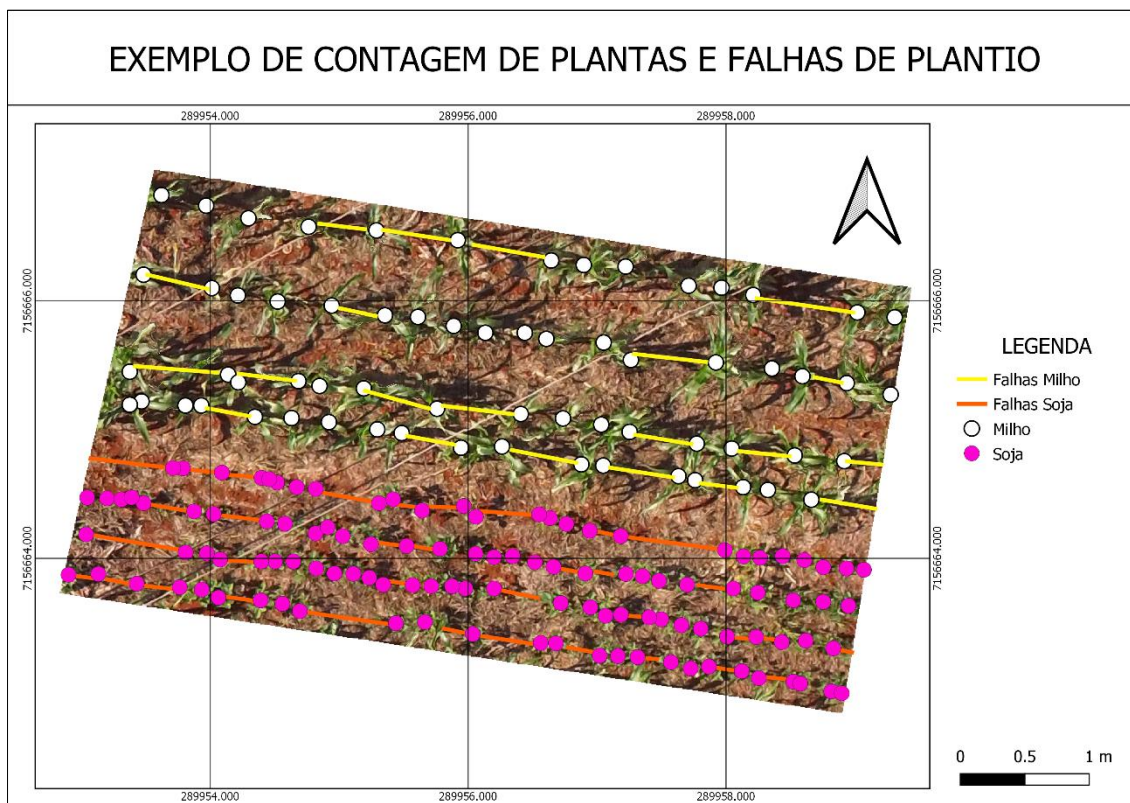 EXEMPLO DE CONTAGEM DE PLANTAS E FALHAS DE PLANTIO
289954.000 289956.000 289958.000
7156666.000 7156666.000
LEGENDA
Falhas Milho
Falhas Soja
Milho
Soja
7156664.000 7156664.000
0 0.5 1 m
289954.000 289956.000 289958.000